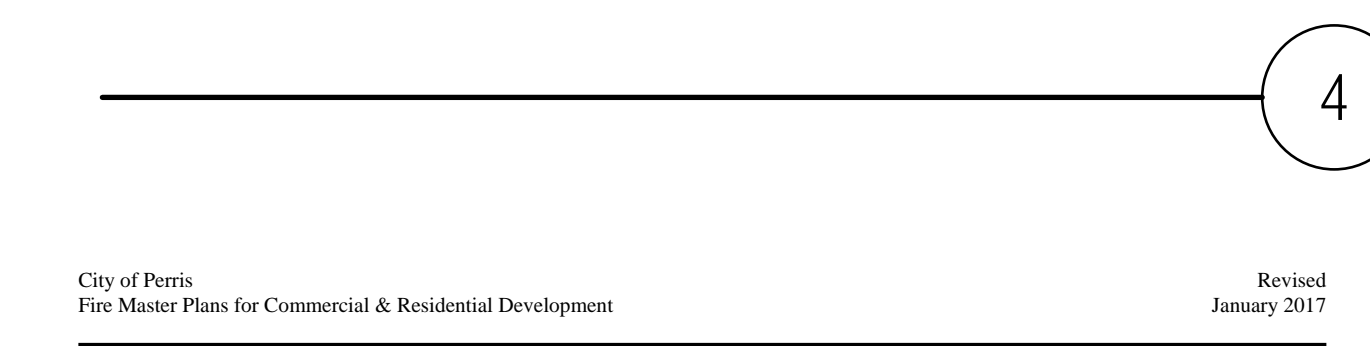 4
City of Perris Revised
Fire Master Plans for Commercial & Residential Development January 2017